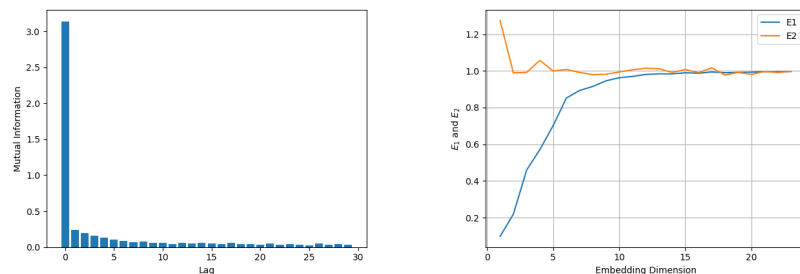 3.0
2.5
2.0
1.5
1.0
0.5
0.0
Mutual Information
0 5 10 15 20 25 30
Lag
1.2
1.0
0.8
0.6
0.4
0.2
E₁ and E₂
E1
E2
0 5 10 15 20
Embedding Dimension